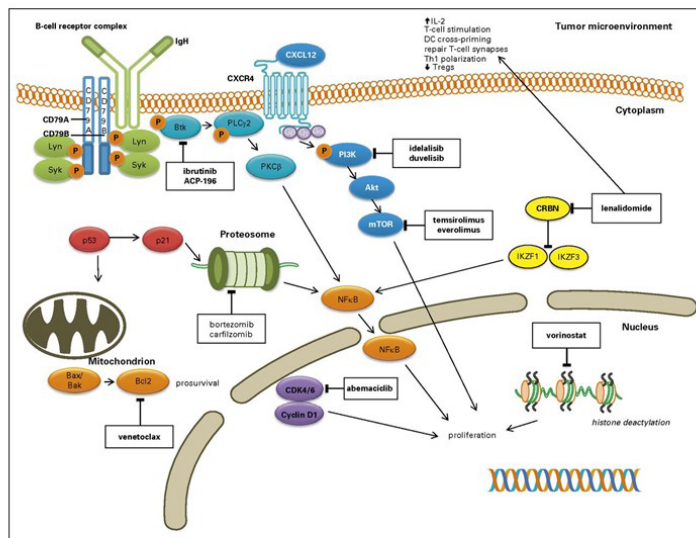 B-cell receptor complex
IgH
CXCL12
CXCR4
↑IL-2
T-cell stimulation
DC cross-priming
repair T-cell synapses
Th1 polarization
↓ Tregs
Tumor microenvironment
Cytoplasm
CD79A
CD79B
CD79A
CD79B
Lyn
P
Syk
P
P
Lyn
P
Syk
P
Btk
P
PLCγ2
PKCβ
ibrutinib
ACP-196
P
PI3K
idelalisib
duvelisib
Akt
mTOR
temsirolimus
everolimus
CRBN
lenalidomide
IKZF1
IKZF3
p53
p21
Proteosome
bortezomib
carfilzomib
NFκB
NFκB
Nucleus
Mitochondrion
Bax/
Bak
Bcl2
prosurvival
venetoclax
CDK4/6
Cyclin D1
abemaciclib
proliferation
vorinostat
histone deactylation